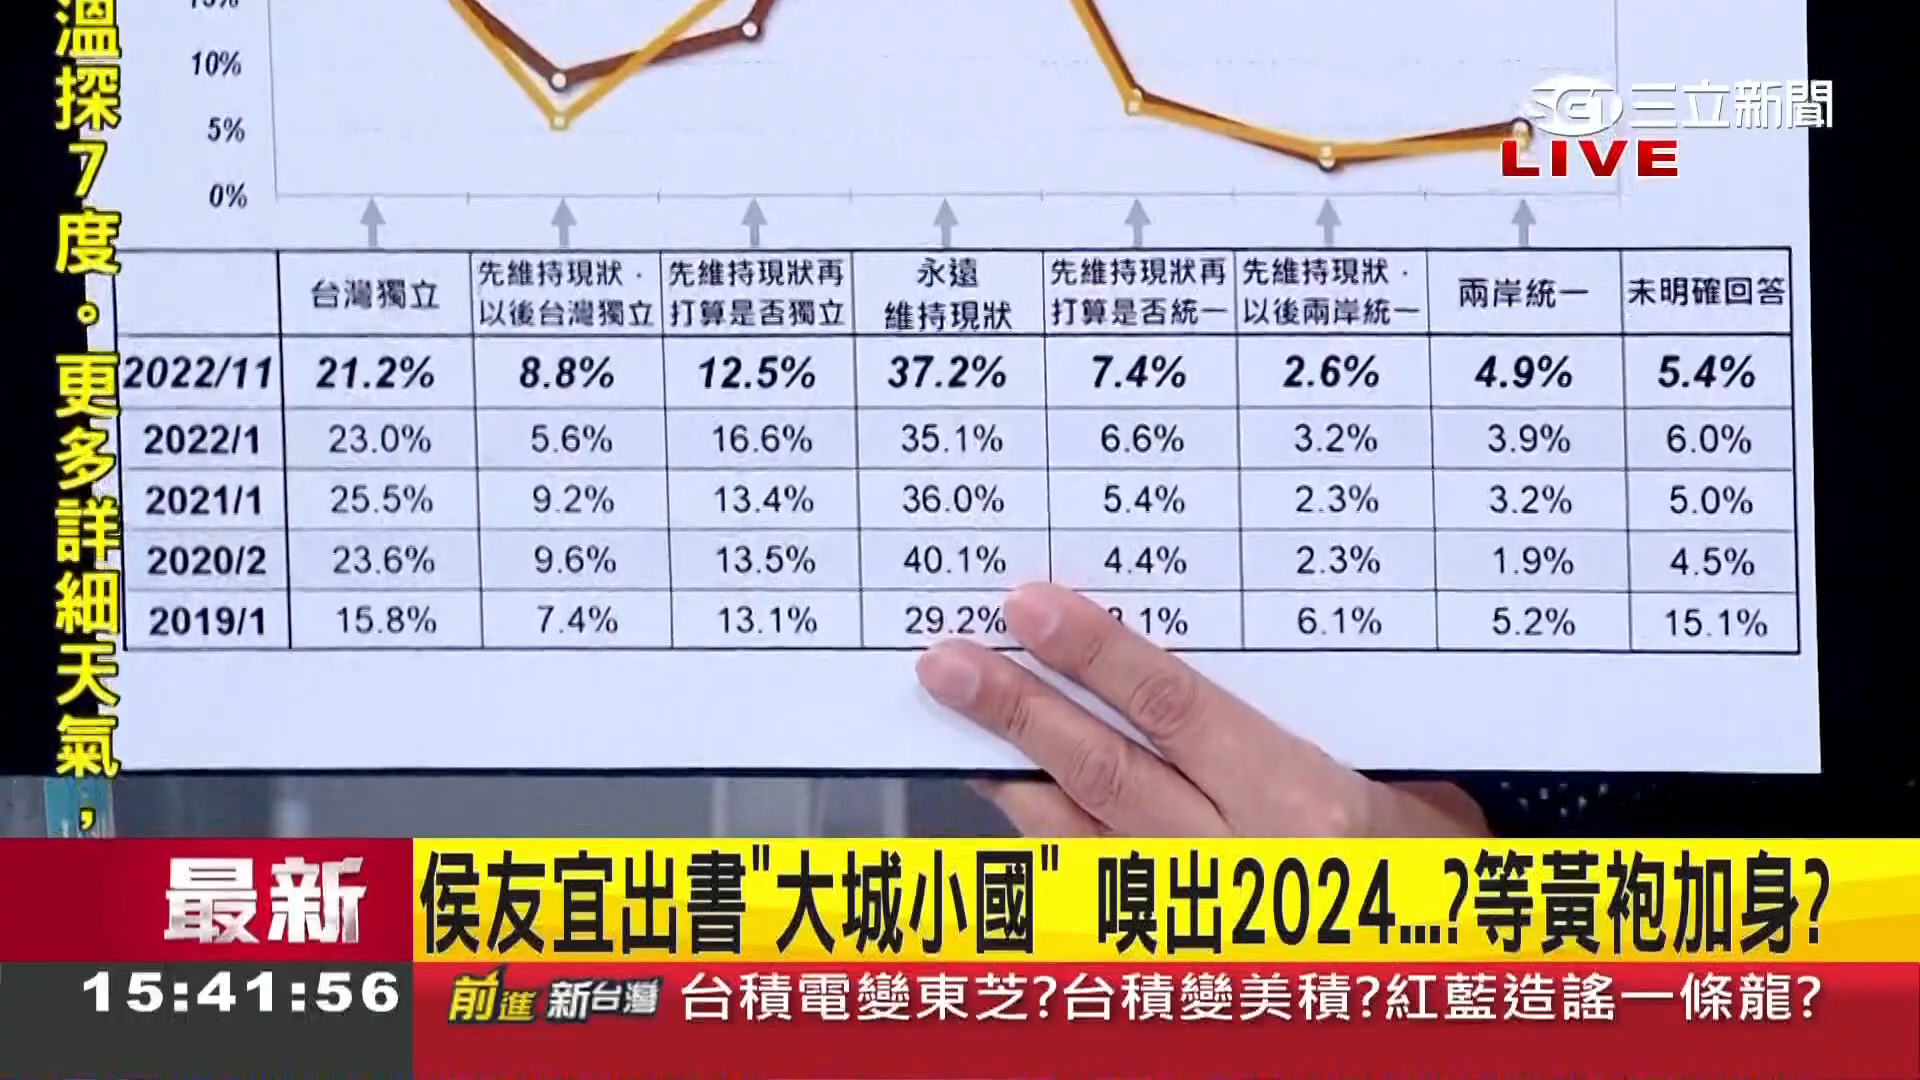 溫探7度。更多詳細天氣，
10%
5%
0%
SET三立新聞
LIVE
台灣獨立 先維持現狀，以後台灣獨立 先維持現狀再打算是否獨立 永遠維持現狀 先維持現狀再打算是否統一 先維持現狀，以後兩岸統一 兩岸統一 未明確回答
2022/11 21.2% 8.8% 12.5% 37.2% 7.4% 2.6% 4.9% 5.4%
2022/1 23.0% 5.6% 16.6% 35.1% 6.6% 3.2% 3.9% 6.0%
2021/1 25.5% 9.2% 13.4% 36.0% 5.4% 2.3% 3.2% 5.0%
2020/2 23.6% 9.6% 13.5% 40.1% 4.4% 2.3% 1.9% 4.5%
2019/1 15.8% 7.4% 13.1% 29.2% .1% 6.1% 5.2% 15.1%
最新
侯友宜出書"大城小國" 嗅出2024...?等黃袍加身?
15:41:56
前進新台灣 台積電變東芝?台積變美積?紅藍造謠一條龍?